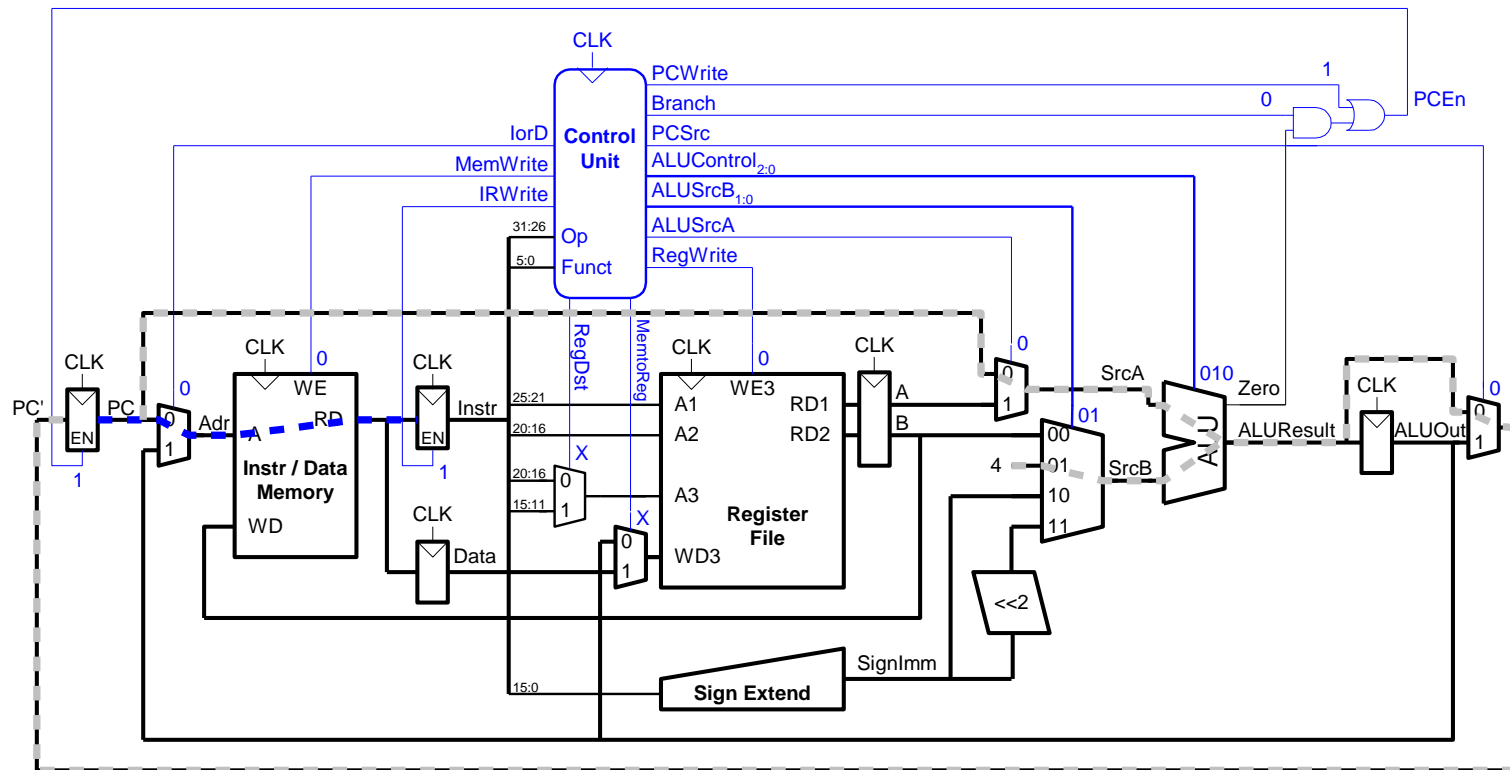 CLK
PCWrite 1
Branch 0 PCEn
IorD Control PCSrc
Unit
MemWrite ALUControl2:0
IRWrite ALUSrcB1:0
31:26 Op ALUSrcA
5:0 Funct RegWrite
RegDst MemtoReg
CLK CLK CLK CLK CLK
0 0 0 0 01 010 0
PC' PC EN 1
0 1 Adr
WE A RD
Instr / Data
Memory
WD
EN 1 Instr
CLK Data
25:21 A1
20:16 A2
20:16 0
15:11 1
X
A3
X
0
1
WD3
WE3
RD1
RD2
Register
File
A
B
0
1
SrcA
4
00
01
10
11
SrcB
<<2
ALU
Zero
ALUResult
CLK
ALUOut
0
1
15:0 Sign Extend SignImm